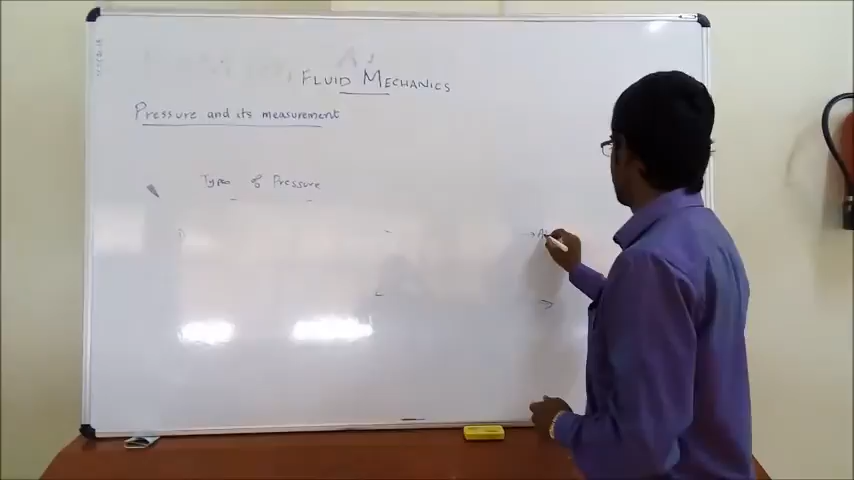 Fluid Mechanics
Pressure and its measurement
Types of Pressure